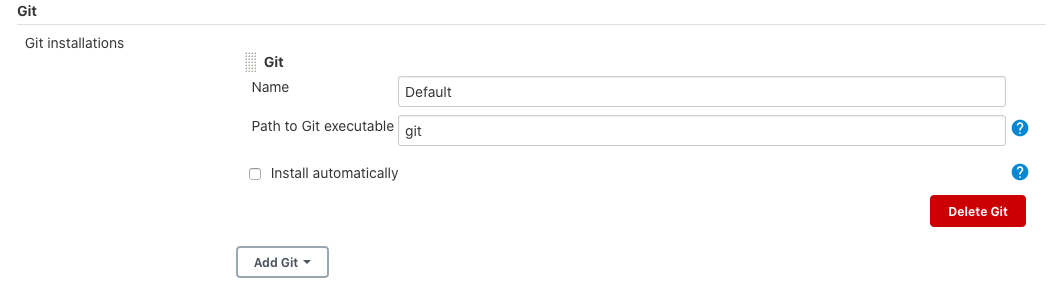 Git
Git installations
Git
Name
Default
Path to Git executable
git
?
Install automatically
?
Delete Git
Add Git